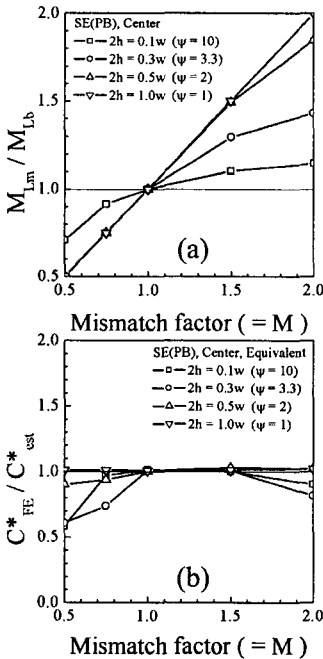 2.0
SE(PB), Center
2h = 0.1w (ψ = 10)
2h = 0.3w (ψ = 3.3)
2h = 0.5w (ψ = 2)
2h = 1.0w (ψ = 1)
1.5
1.0
0.5
M_Lm / M_Lb
(a)
0.5 1.0 1.5 2.0
Mismatch factor ( = M )
2.0
SE(PB), Center, Equivalent
2h = 0.1w (ψ = 10)
2h = 0.3w (ψ = 3.3)
2h = 0.5w (ψ = 2)
2h = 1.0w (ψ = 1)
1.5
1.0
0.5
0.0
C*_FE / C*_est
(b)
0.5 1.0 1.5 2.0
Mismatch factor ( = M )